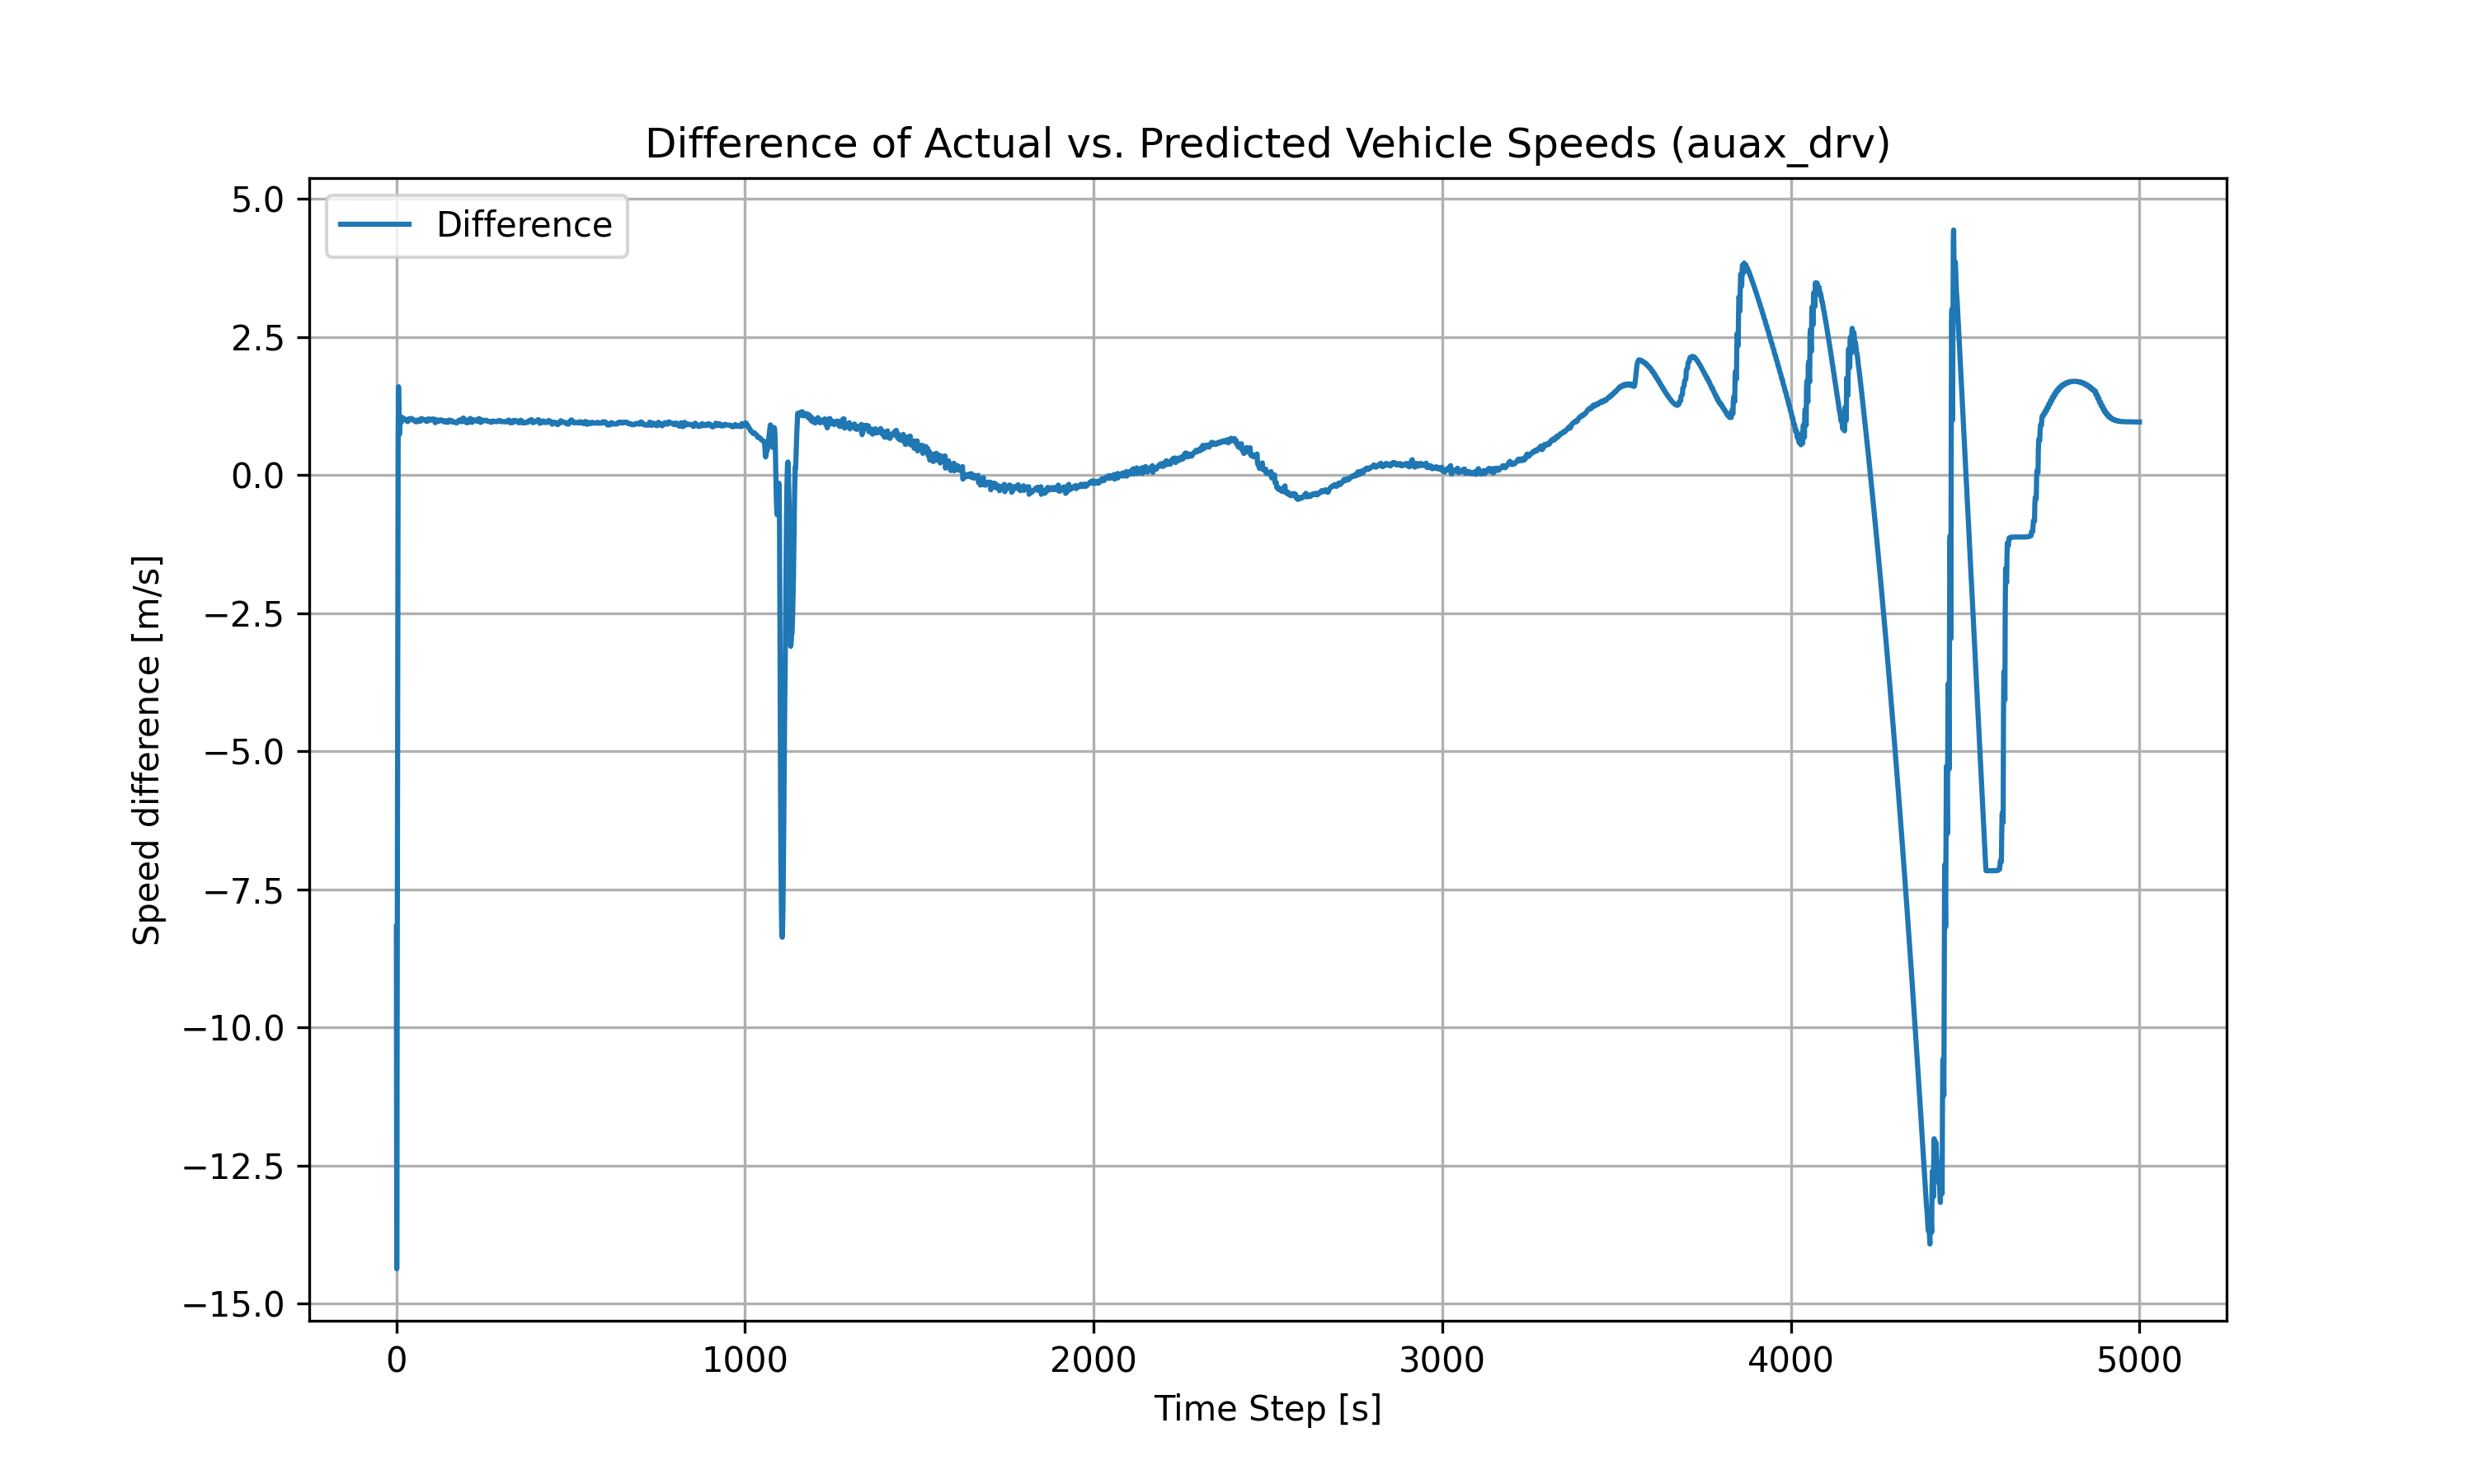 Difference of Actual vs. Predicted Vehicle Speeds (auax_drv)
Difference
5.0
2.5
0.0
−2.5
−5.0
−7.5
−10.0
−12.5
−15.0
Speed difference [m/s]
0 1000 2000 3000 4000 5000
Time Step [s]